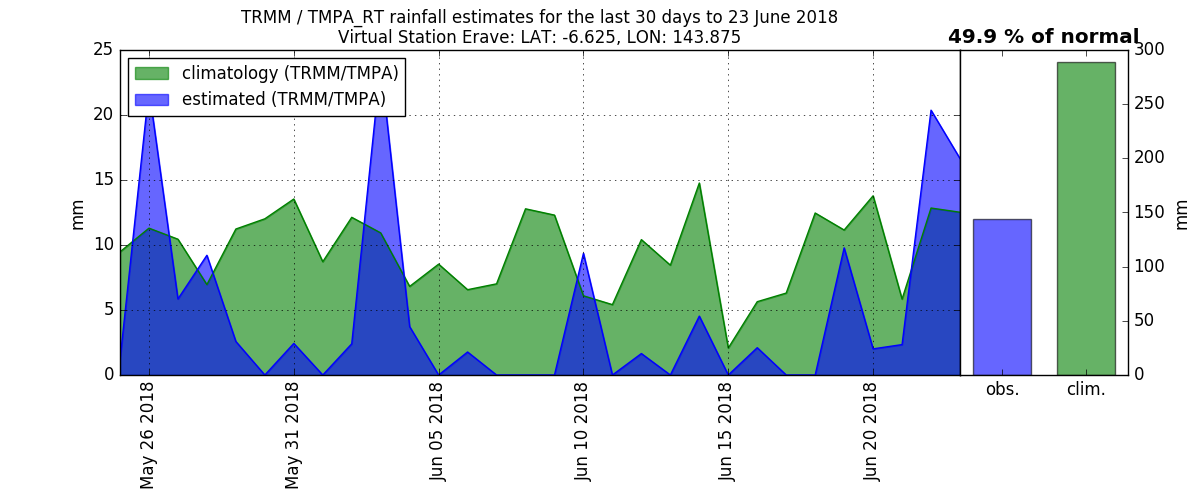 TRMM / TMPA_RT rainfall estimates for the last 30 days to 23 June 2018
Virtual Station Erave: LAT: -6.625, LON: 143.875
49.9 % of normal
climatology (TRMM/TMPA)
estimated (TRMM/TMPA)
25
20
15
10
5
0
mm
May 26 2018
May 31 2018
Jun 05 2018
Jun 10 2018
Jun 15 2018
Jun 20 2018
obs.
clim.
300
250
200
150
100
50
0
mm